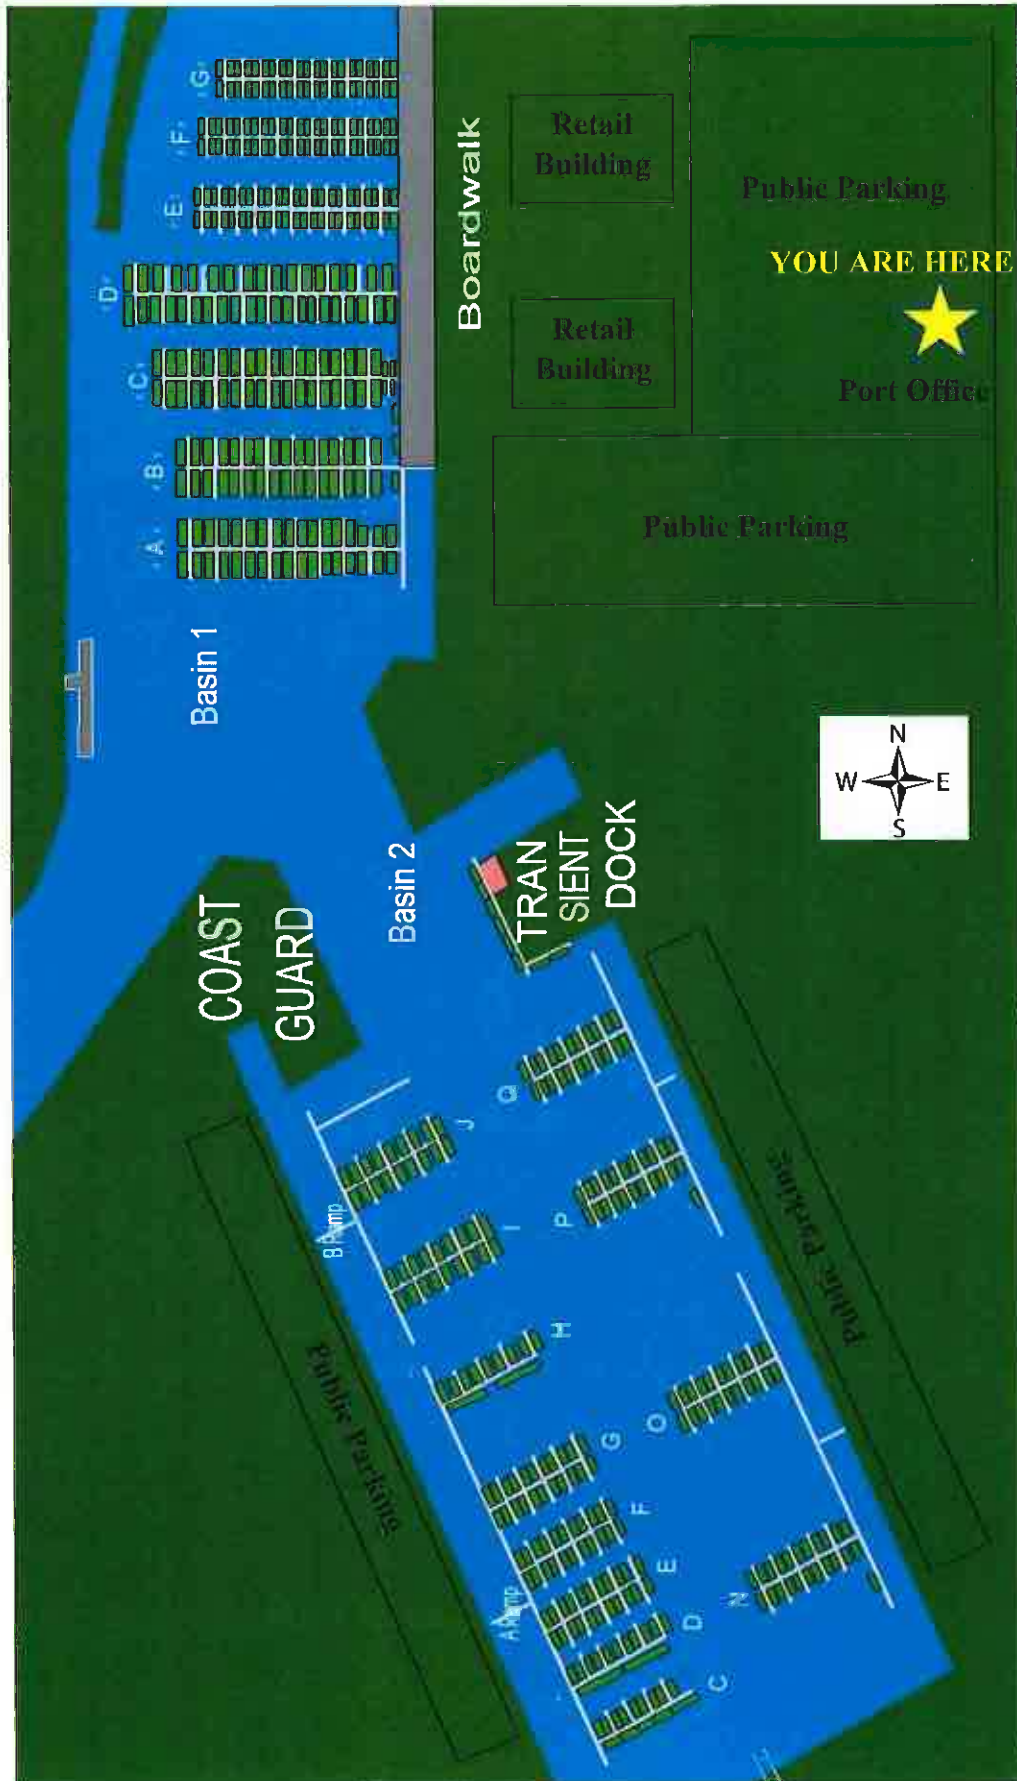 G
F
E
D
C
B
A
Boardwalk
Retail
Building
Public Parking
YOU ARE HERE
Retail
Building
Port Office
Public Parking
Basin 1
N
W
E
S
Basin 2
TRAN
SIENT
DOCK
COAST
GUARD
J
Q
B Ramp
I
P
Public Parking
H
Public Parking
G
O
F
A Ramp
E
D
N
C